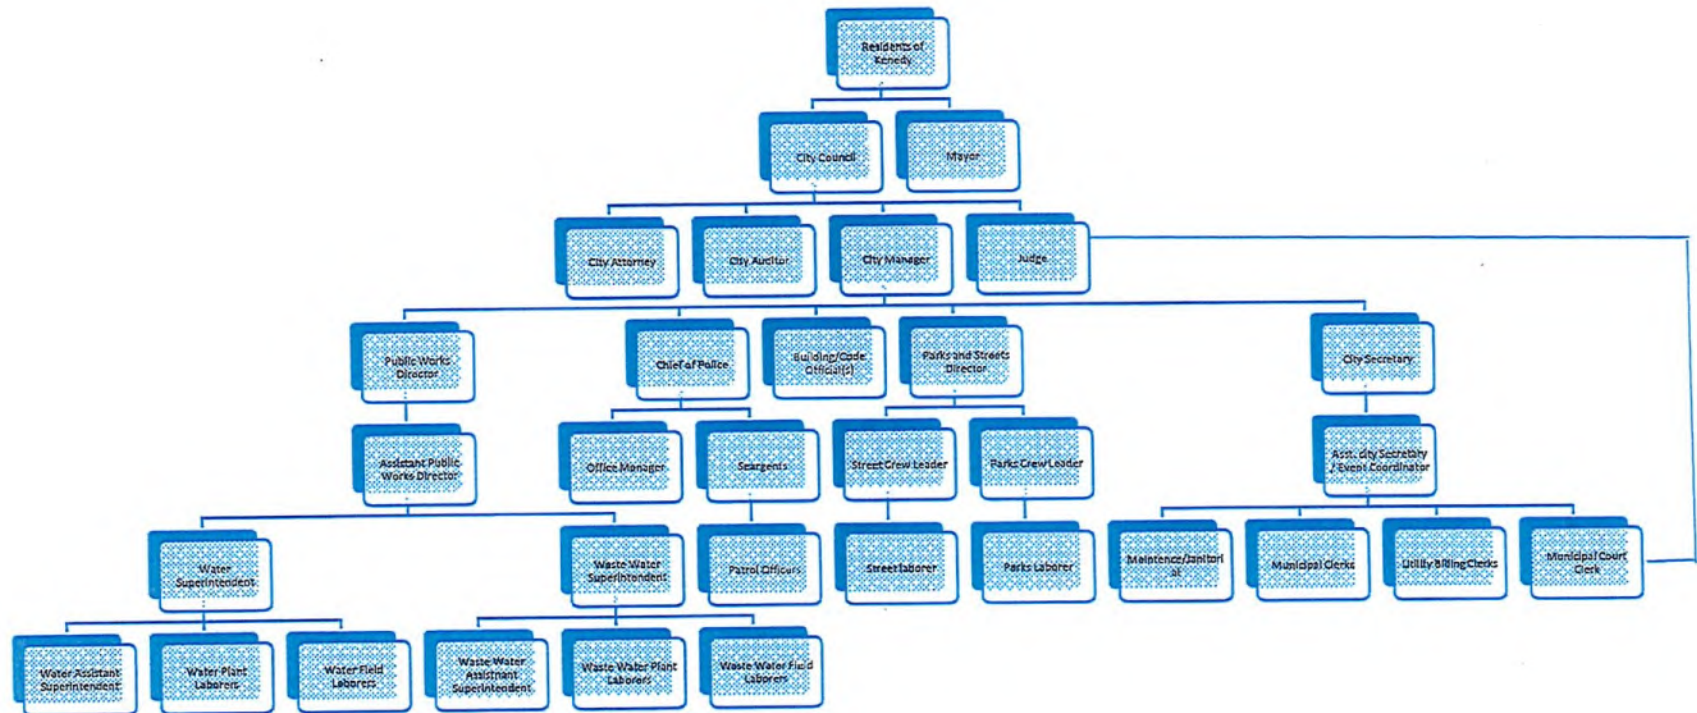 Residents of
Kenedy
City Council
Mayor
City Attorney
City Auditor
City Manager
Judge
Public Works
Director
Chief of Police
Building/Code
Official(s)
Parks and Streets
Director
City Secretary
Assistant Public
Works Director
Office Manager
Seargents
Street Crew Leader
Parks Crew Leader
Asst. city Secretary
/ Event Coordinator
Water
Superintendent
Waste Water
Superintendent
Patrol Officers
Street laborer
Parks Laborer
Maintence/Janitori
al
Municipal Clerks
Utility Billing Clerks
Municipal Court
Clerk
Water Assistant
Superintendent
Water Plant
Laborers
Water Field
Laborers
Waste Water
Assistnant
Superintendent
Waste Water Plant
Laborers
Waste Water Field
Laborers